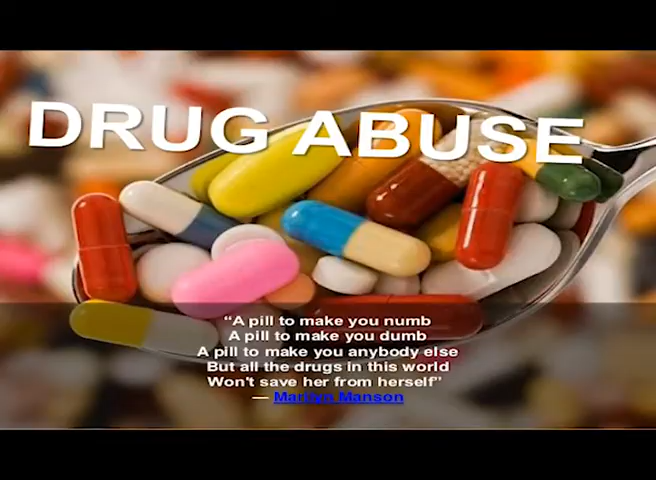 DRUG ABUSE
“A pill to make you numb
A pill to make you dumb
A pill to make you anybody else
But all the drugs in this world
Won't save her from herself”
— Marilyn Manson